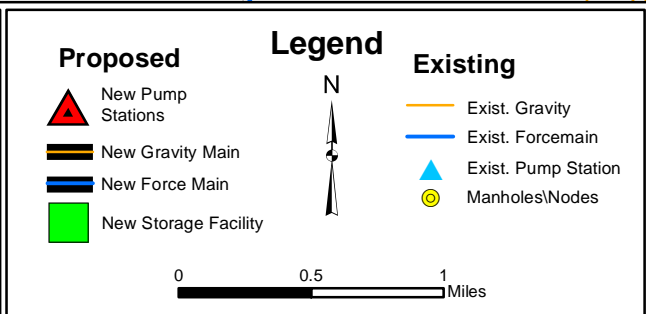 Legend
Proposed
New Pump
Stations
New Gravity Main
New Force Main
New Storage Facility
N
Existing
Exist. Gravity
Exist. Forcemain
Exist. Pump Station
Manholes\Nodes
0 0.5 1
Miles